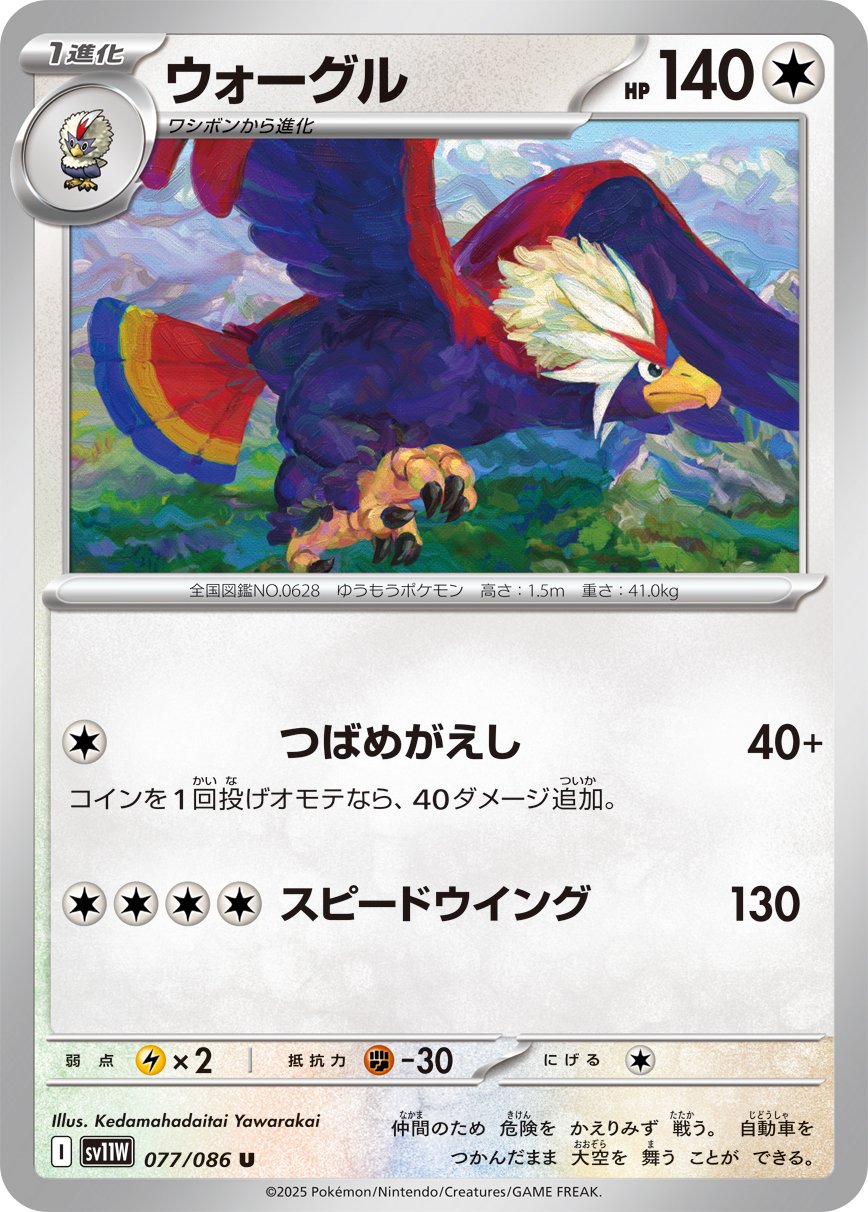 1進化
ウォーグル
HP 140
ワシボンから進化
全国図鑑NO.0628 ゆうもうポケモン 高さ：1.5m 重さ：41.0kg
つばめがえし 40+
コインを1回投げオモテなら、40ダメージ追加。
スピードウイング 130
弱点 ×2 抵抗力 -30 にげる
Illus. Kedamahadaitai Yawarakai
仲間のため 危険を かえりみず 戦う。 自動車を
つかんだまま 大空を 舞う ことが できる。
I sv11W 077/086 U
©2025 Pokémon/Nintendo/Creatures/GAME FREAK.